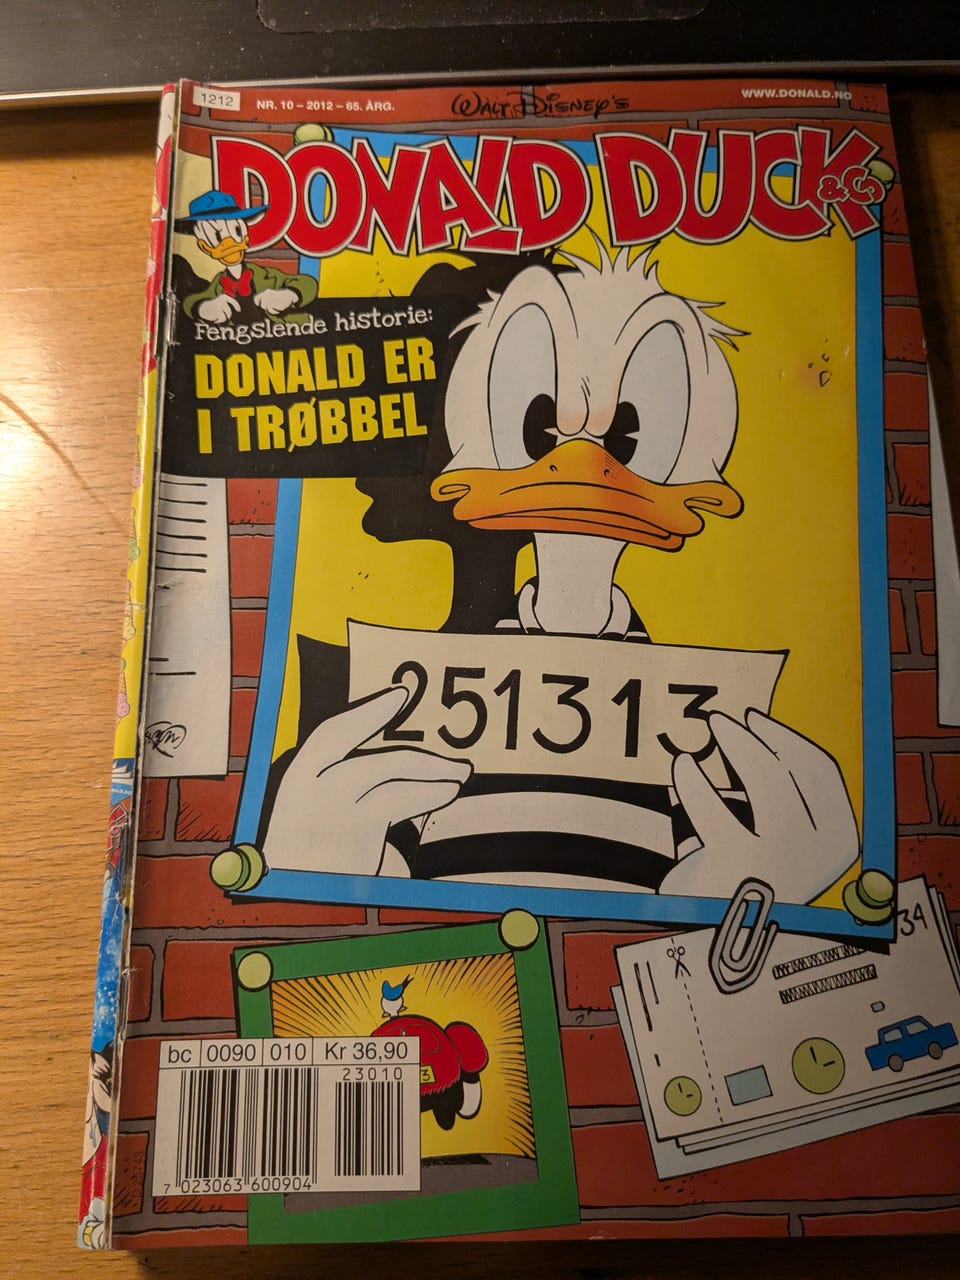 1212
NR. 10 – 2012 – 65. ÅRG.
WALT DISNEY'S
WWW.DONALD.NO
DONALD DUCK
&CO
Fengslende historie:
DONALD ER
I TRØBBEL
251313
34
bc 0090 010 Kr 36,90
23010
3
7 023063 600904